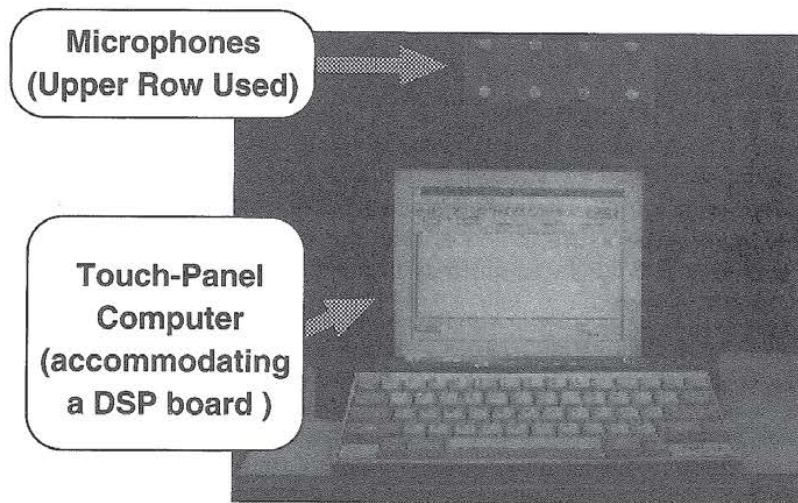 Microphones
(Upper Row Used)
Touch-Panel
Computer
(accommodating
a DSP board )